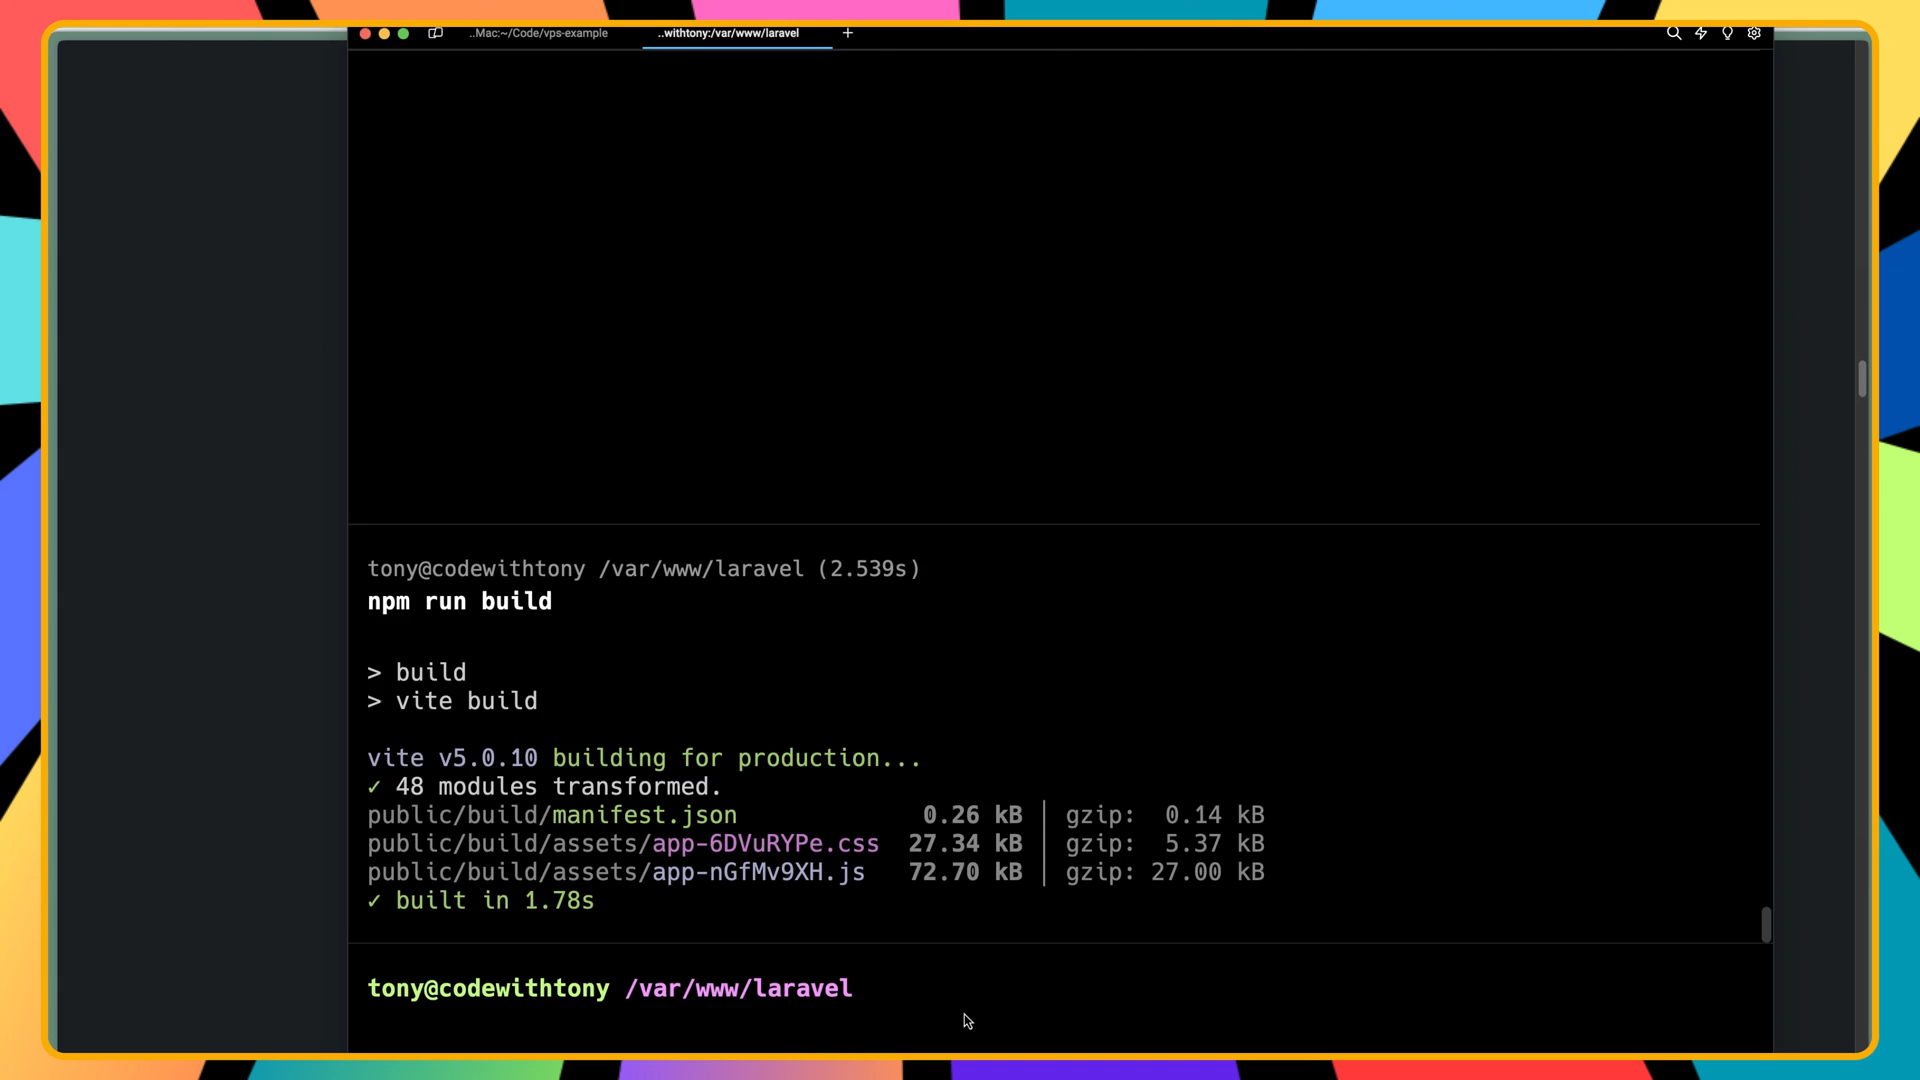 ..Mac:~/Code/vps-example
..withtony:/var/www/laravel
+
tony@codewithtony /var/www/laravel (2.539s)
npm run build
> build
> vite build
vite v5.0.10 building for production...
✓ 48 modules transformed.
public/build/manifest.json 0.26 kB │ gzip: 0.14 kB
public/build/assets/app-6DVuRYPe.css 27.34 kB │ gzip: 5.37 kB
public/build/assets/app-nGfMv9XH.js 72.70 kB │ gzip: 27.00 kB
✓ built in 1.78s
tony@codewithtony /var/www/laravel